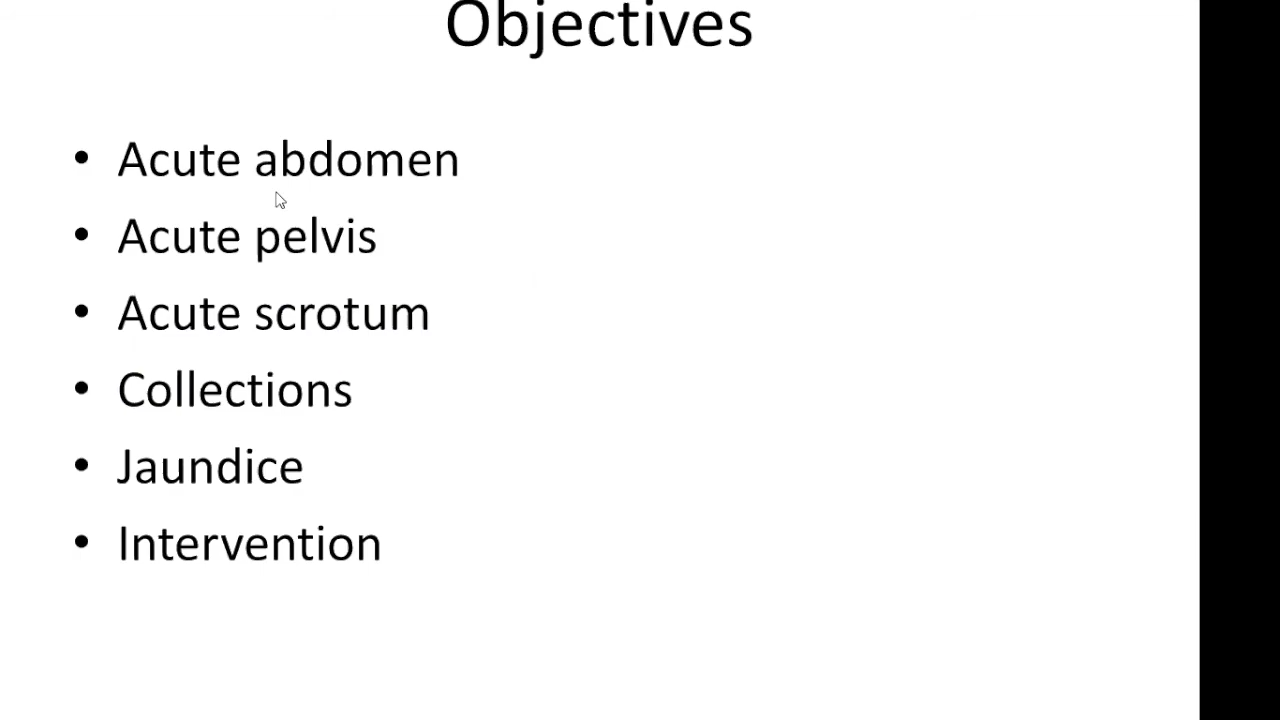 Objectives
• Acute abdomen
• Acute pelvis
• Acute scrotum
• Collections
• Jaundice
• Intervention